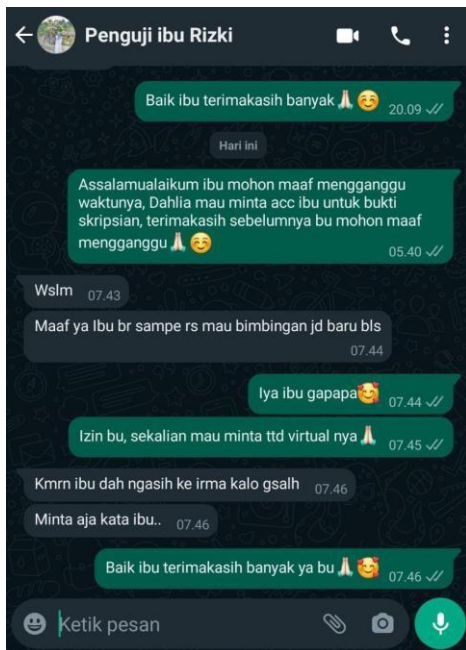 Penguji ibu Rizki
Baik ibu terimakasih banyak🙏🏻☺️ 20.09
Hari ini
Assalamualaikum ibu mohon maaf mengganggu
waktunya, Dahlia mau minta acc ibu untuk bukti
skripsian, terimakasih sebelumnya bu mohon maaf
mengganggu🙏🏻☺️ 05.40
Wslm 07.43
Maaf ya Ibu br sampe rs mau bimbingan jd baru bls
07.44
Iya ibu gapapa🥰 07.44
Izin bu, sekalian mau minta ttd virtual nya🙏🏻 07.45
Kmrn ibu dah ngasih ke irma kalo gsalh 07.46
Minta aja kata ibu.. 07.46
Baik ibu terimakasih banyak ya bu🙏🏻🥰 07.46
Ketik pesan